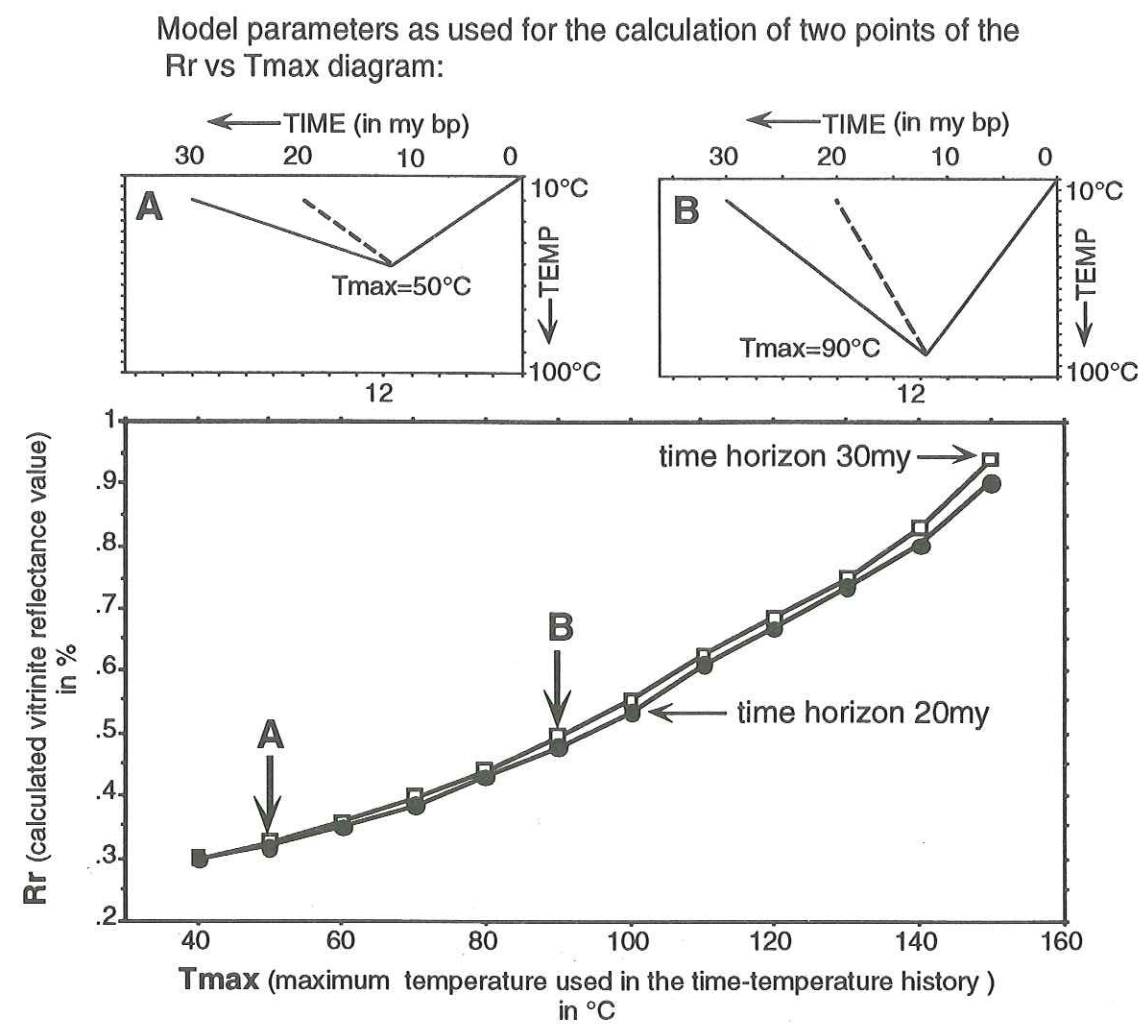 Model parameters as used for the calculation of two points of the
Rr vs Tmax diagram:
TIME (in my bp)
30 20 10 0
A
10°C
TEMP
Tmax=50°C
100°C
12
TIME (in my bp)
30 20 10 0
B
10°C
TEMP
Tmax=90°C
100°C
12
Rr (calculated vitrinite reflectance value)
in %
1
.9
.8
.7
.6
.5
.4
.3
.2
time horizon 30my
B
time horizon 20my
A
40 60 80 100 120 140 160
Tmax (maximum temperature used in the time-temperature history )
in °C